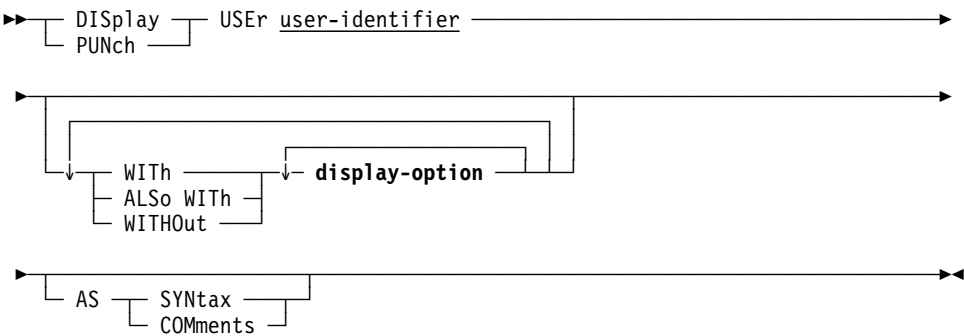 DISplay USEr user-identifier
PUNch
WITh display-option
ALSo WITh
WITHOut
AS SYNtax
COMments